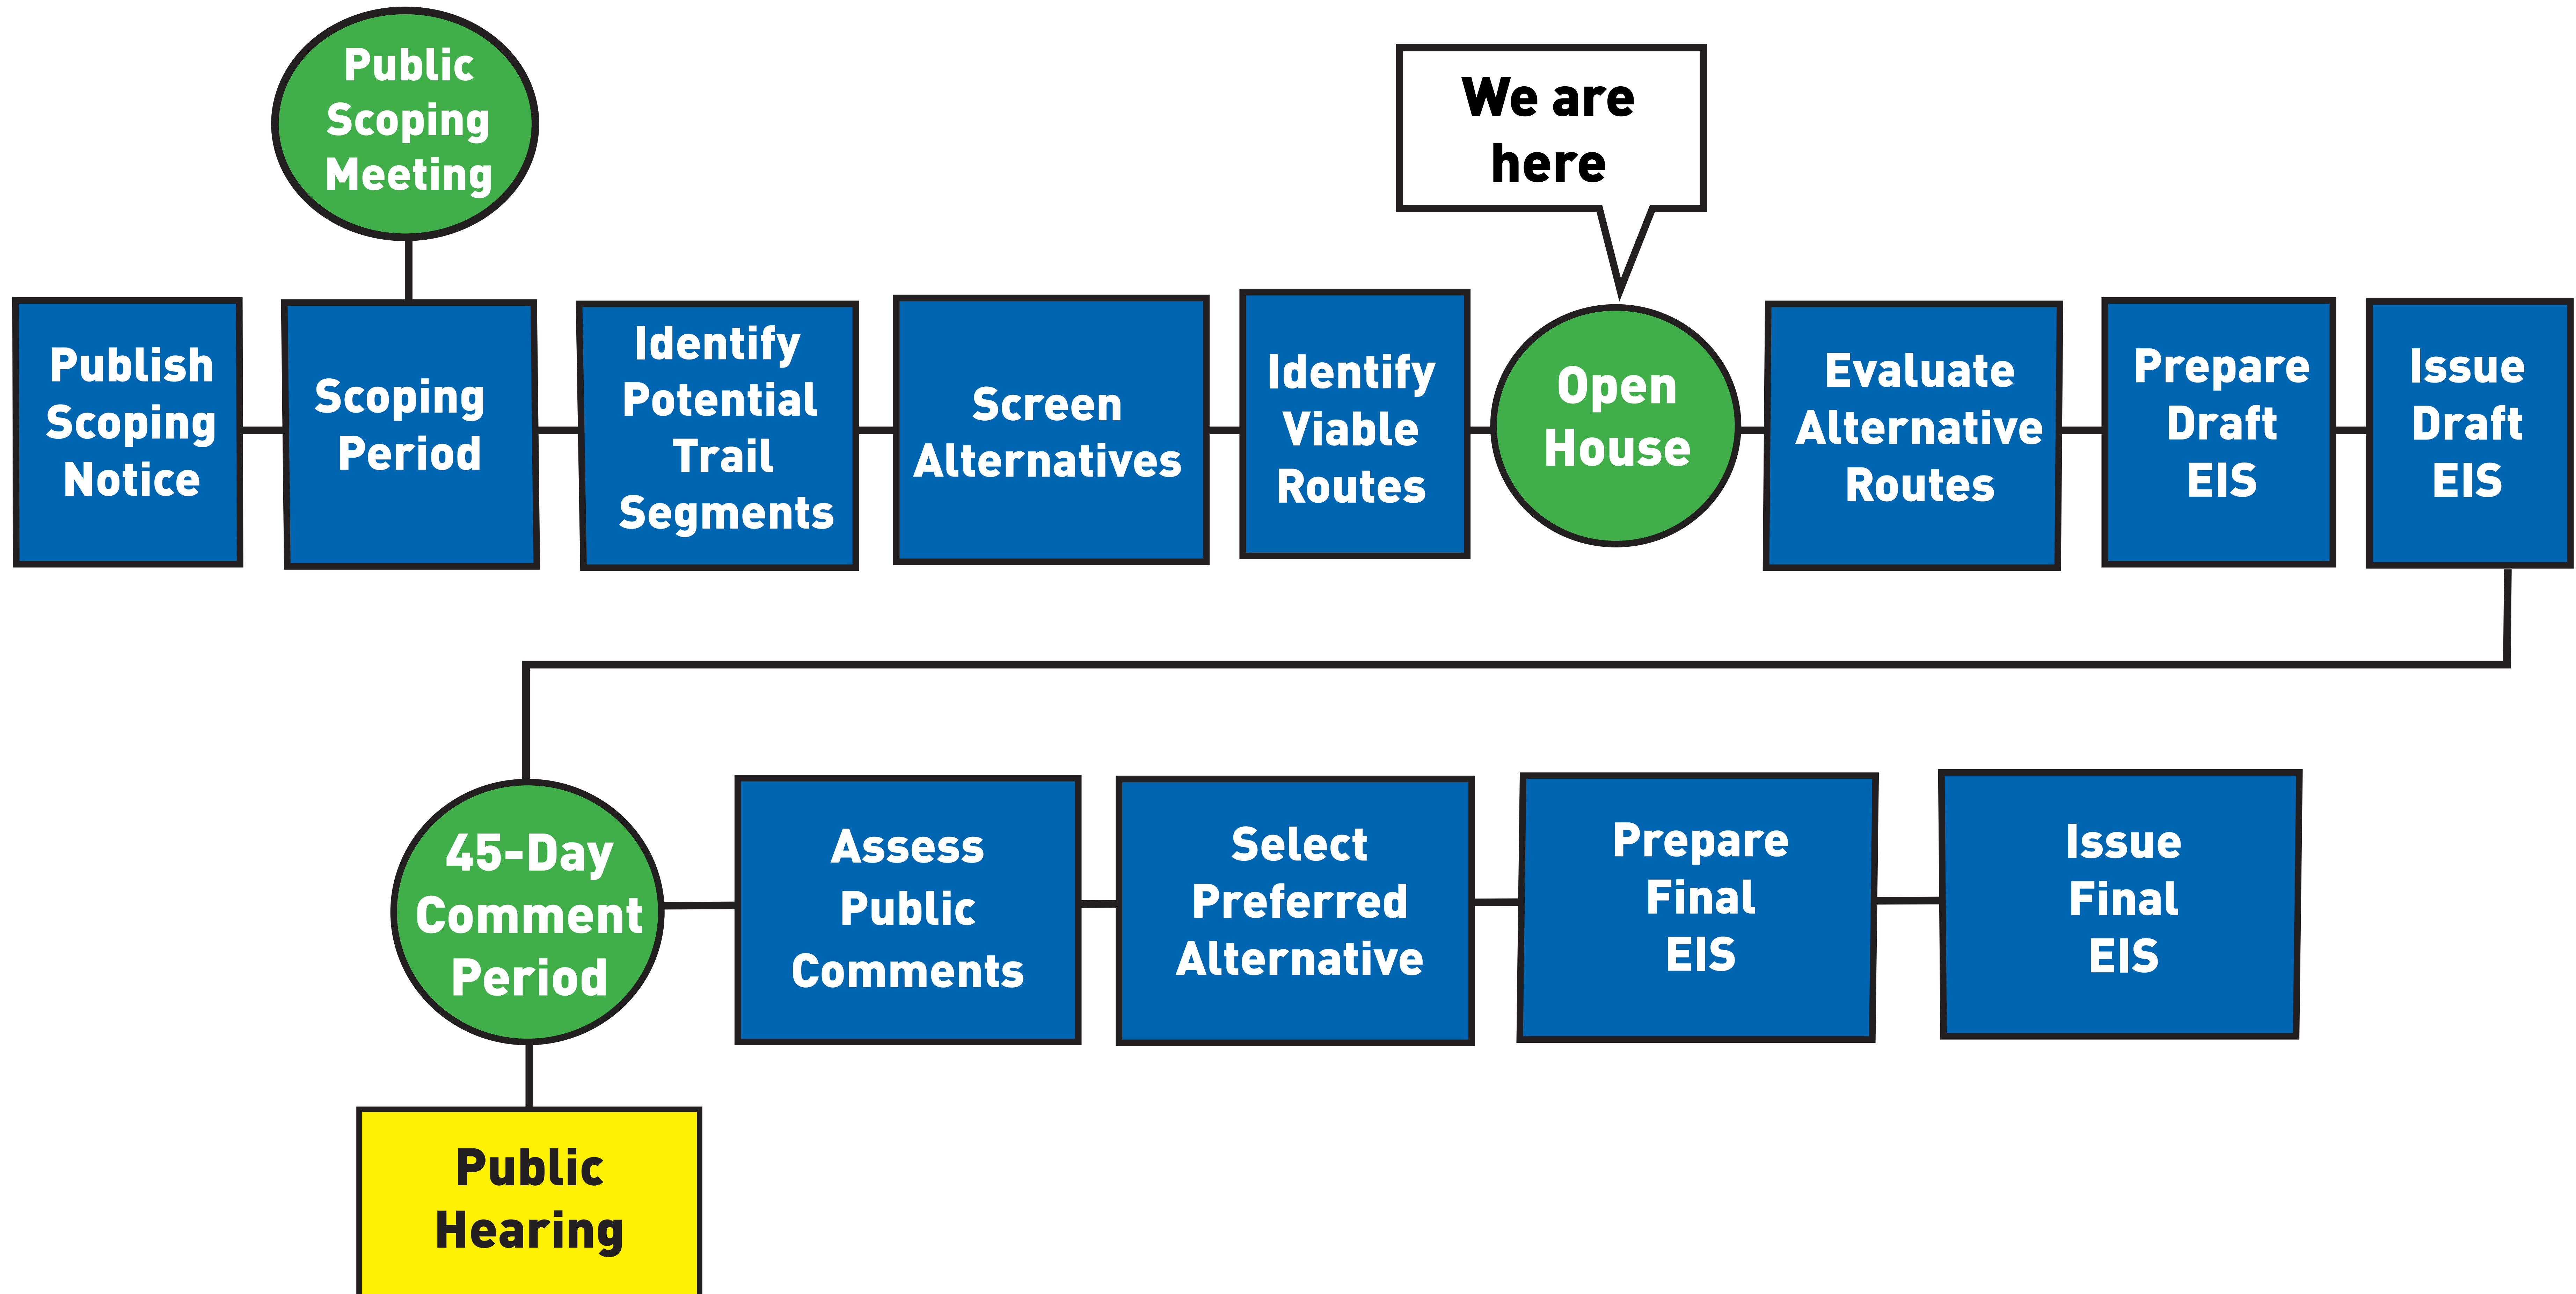 Public
Scoping
Meeting
We are
here
Publish
Scoping
Notice
Scoping
Period
Identify
Potential
Trail
Segments
Screen
Alternatives
Identify
Viable
Routes
Open
House
Evaluate
Alternative
Routes
Prepare
Draft
EIS
Issue
Draft
EIS
45-Day
Comment
Period
Assess
Public
Comments
Select
Preferred
Alternative
Prepare
Final
EIS
Issue
Final
EIS
Public
Hearing